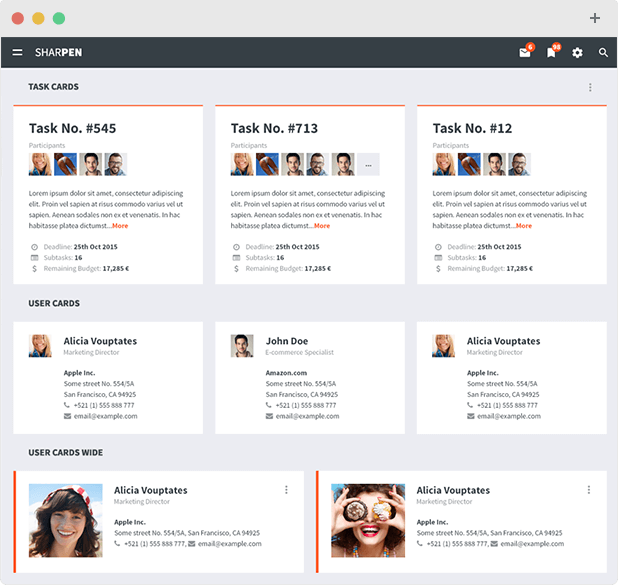 SHARPEN
6
98
TASK CARDS
Task No. #545
Participants
Lorem ipsum dolor sit amet, consectetur adipiscing
elit. Proin vel sapien at risus commodo varius vel ut
sapien. Aenean sodales non ex et venenatis. In hac
habitasse platea dictumst...More
Deadline: 25th Oct 2015
Subtasks: 16
Remaining Budget: 17,285 €
Task No. #713
Participants
...
Lorem ipsum dolor sit amet, consectetur adipiscing
elit. Proin vel sapien at risus commodo varius vel ut
sapien. Aenean sodales non ex et venenatis. In hac
habitasse platea dictumst...More
Deadline: 25th Oct 2015
Subtasks: 16
Remaining Budget: 17,285 €
Task No. #12
Participants
Lorem ipsum dolor sit amet, consectetur adipiscing
elit. Proin vel sapien at risus commodo varius vel ut
sapien. Aenean sodales non ex et venenatis. In hac
habitasse platea dictumst...More
Deadline: 25th Oct 2015
Subtasks: 16
Remaining Budget: 17,285 €
USER CARDS
Alicia Vouptates
Marketing Director
Apple Inc.
Some street No. 554/5A
San Francisco, CA 94925
+521 (1) 555 888 777
email@example.com
John Doe
E-commerce Specialist
Amazon.com
Some street No. 554/5A
San Francisco, CA 94925
+521 (1) 555 888 777
email@example.com
Alicia Vouptates
Marketing Director
Apple Inc.
Some street No. 554/5A
San Francisco, CA 94925
+521 (1) 555 888 777
email@example.com
USER CARDS WIDE
Alicia Vouptates
Marketing Director
Apple Inc.
Some street No. 554/5A, San Francisco, CA 94925
+521 (1) 555 888 777, email@example.com
Alicia Vouptates
Marketing Director
Apple Inc.
Some street No. 554/5A, San Francisco, CA 94925
+521 (1) 555 888 777, email@example.com